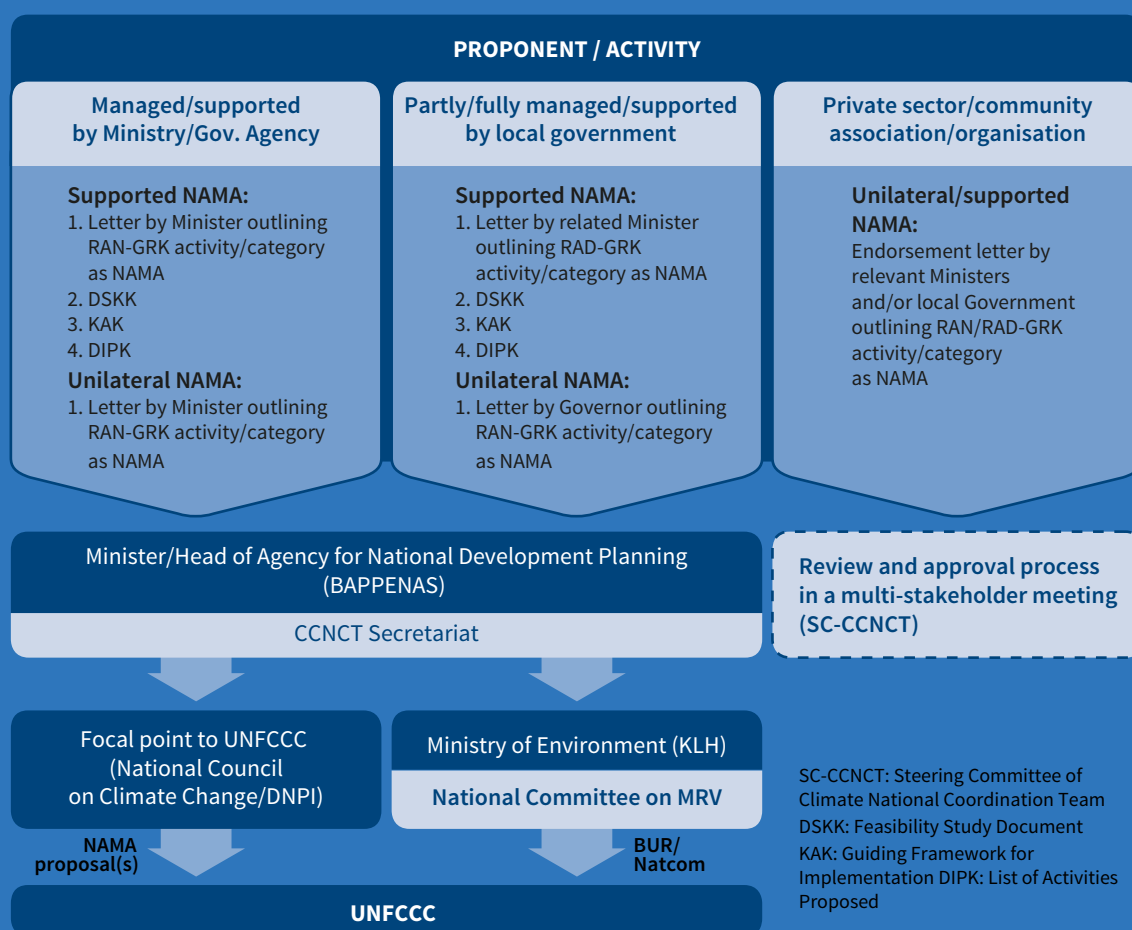 PROPONENT / ACTIVITY
Managed/supported
by Ministry/Gov. Agency
Supported NAMA:
1. Letter by Minister outlining
RAN-GRK activity/category
as NAMA
2. DSKK
3. KAK
4. DIPK
Unilateral NAMA:
1. Letter by Minister outlining
RAN-GRK activity/category
as NAMA
Partly/fully managed/supported
by local government
Supported NAMA:
1. Letter by related Minister
outlining RAD-GRK
activity/category as NAMA
2. DSKK
3. KAK
4. DIPK
Unilateral NAMA:
1. Letter by Governor outlining
RAN-GRK activity/category
as NAMA
Private sector/community
association/organisation
Unilateral/supported
NAMA:
Endorsement letter by
relevant Ministers
and/or local Government
outlining RAN/RAD-GRK
activity/category
as NAMA
Minister/Head of Agency for National Development Planning
(BAPPENAS)
CCNCT Secretariat
Review and approval process
in a multi-stakeholder meeting
(SC-CCNCT)
Focal point to UNFCCC
(National Council
on Climate Change/DNPI)
Ministry of Environment (KLH)
National Committee on MRV
NAMA
proposal(s)
BUR/
Natcom
UNFCCC
SC-CCNCT: Steering Committee of
Climate National Coordination Team
DSKK: Feasibility Study Document
KAK: Guiding Framework for
Implementation DIPK: List of Activities
Proposed